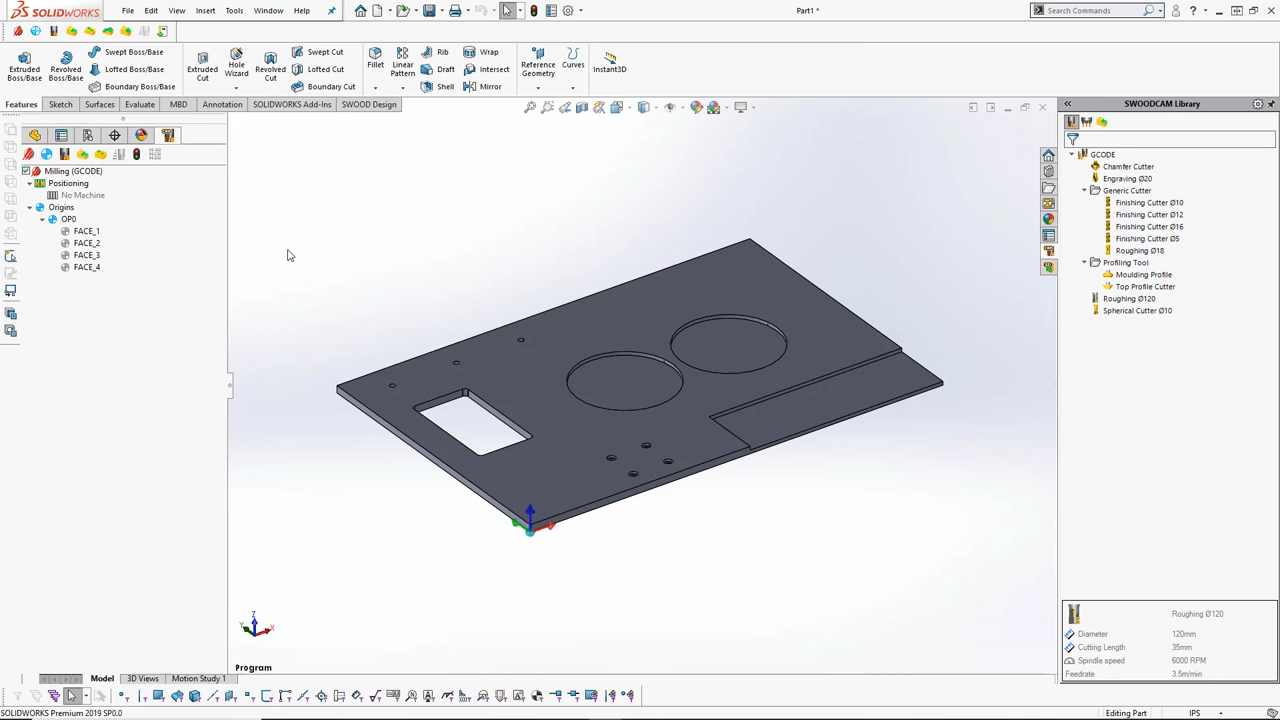 SOLIDWORKS File Edit View Insert Tools Window Help Part1 * Search Commands
Extruded Boss/Base
Revolved Boss/Base
Swept Boss/Base
Lofted Boss/Base
Boundary Boss/Base
Extruded Cut
Hole Wizard
Revolved Cut
Swept Cut
Lofted Cut
Boundary Cut
Fillet
Linear Pattern
Rib
Draft
Shell
Wrap
Intersect
Mirror
Reference Geometry
Curves
Instant3D
Features Sketch Surfaces Evaluate MBD Annotation SOLIDWORKS Add-Ins SWOOD Design
Milling (GCODE)
Positioning
No Machine
Origins
OP0
FACE_1
FACE_2
FACE_3
FACE_4
Z
Y X
Program
SWOODCAM Library
GCODE
Chamfer Cutter
Engraving Ø20
Generic Cutter
Finishing Cutter Ø10
Finishing Cutter Ø12
Finishing Cutter Ø16
Finishing Cutter Ø5
Roughing Ø18
Profiling Tool
Moulding Profile
Top Profile Cutter
Roughing Ø120
Spherical Cutter Ø10
Roughing Ø120
Diameter 120mm
Cutting Length 35mm
Spindle speed 6000 RPM
Feedrate 3.5m/min
Model 3D Views Motion Study 1
SOLIDWORKS Premium 2019 SP0.0 Editing Part IPS